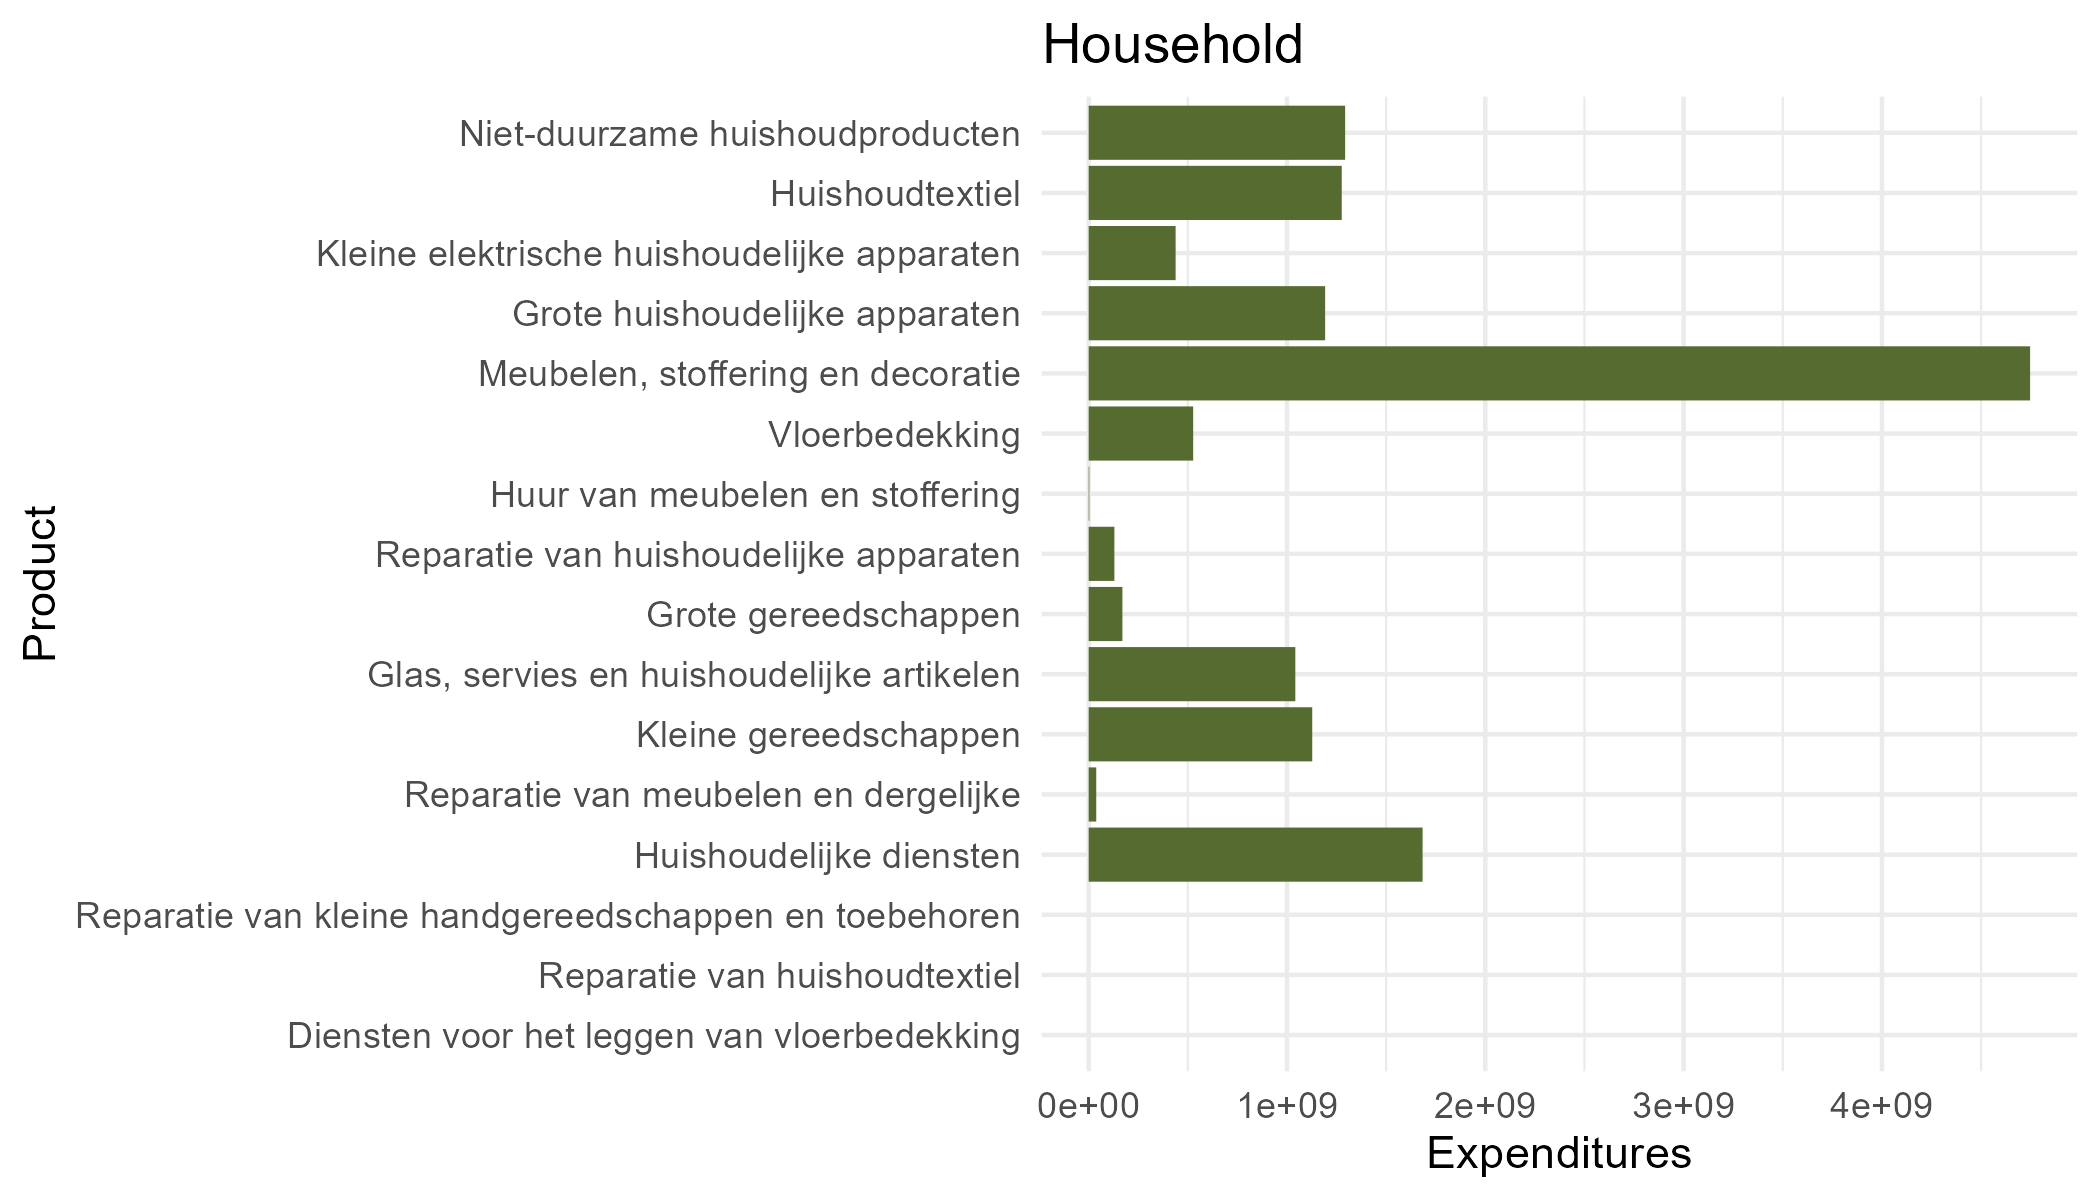 Household
Niet-duurzame huishoudproducten
Huishoudtextiel
Kleine elektrische huishoudelijke apparaten
Grote huishoudelijke apparaten
Meubelen, stoffering en decoratie
Vloerbedekking
Huur van meubelen en stoffering
Reparatie van huishoudelijke apparaten
Grote gereedschappen
Glas, servies en huishoudelijke artikelen
Kleine gereedschappen
Reparatie van meubelen en dergelijke
Huishoudelijke diensten
Reparatie van kleine handgereedschappen en toebehoren
Reparatie van huishoudtextiel
Diensten voor het leggen van vloerbedekking
Product
0e+00 1e+09 2e+09 3e+09 4e+09
Expenditures